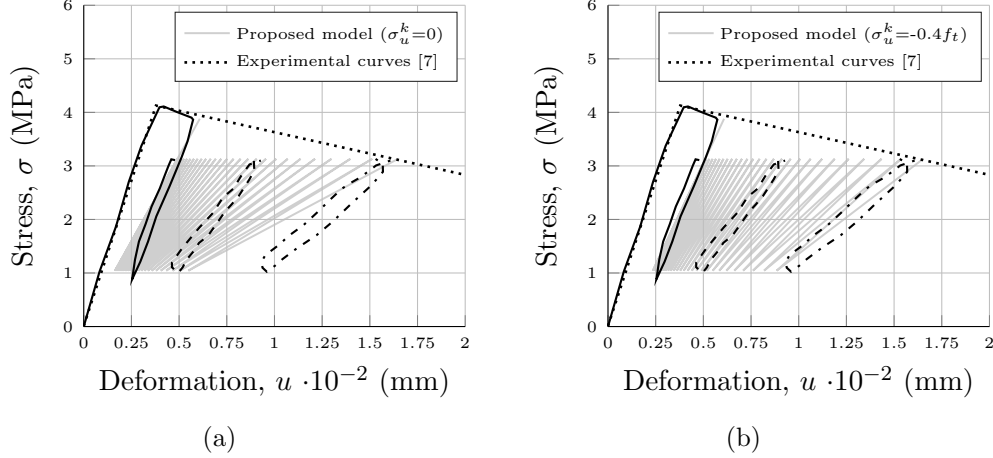 6
5
4
3
2
1
0
Stress, σ (MPa)
Proposed model (σ_u^k=0)
Experimental curves [7]
0 0.25 0.5 0.75 1 1.25 1.5 1.75 2
Deformation, u ·10⁻² (mm)
(a)
6
5
4
3
2
1
0
Stress, σ (MPa)
Proposed model (σ_u^k=-0.4f_t)
Experimental curves [7]
0 0.25 0.5 0.75 1 1.25 1.5 1.75 2
Deformation, u ·10⁻² (mm)
(b)